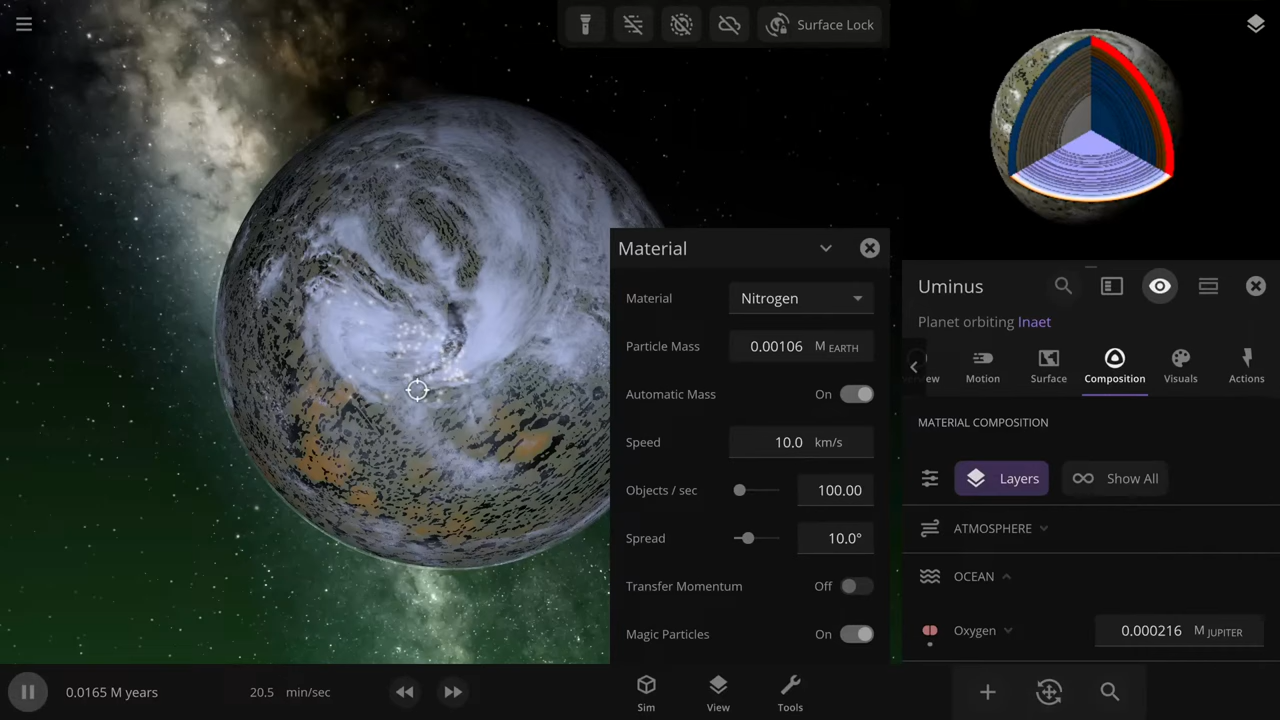 Surface Lock
Material
Material Nitrogen
Particle Mass 0.00106 M EARTH
Automatic Mass On
Speed 10.0 km/s
Objects / sec 100.00
Spread 10.0°
Transfer Momentum Off
Magic Particles On
Uminus
Planet orbiting Inaet
Motion Surface Composition Visuals Actions
MATERIAL COMPOSITION
Layers Show All
ATMOSPHERE
OCEAN
Oxygen 0.000216 M JUPITER
0.0165 M years 20.5 min/sec
Sim View Tools